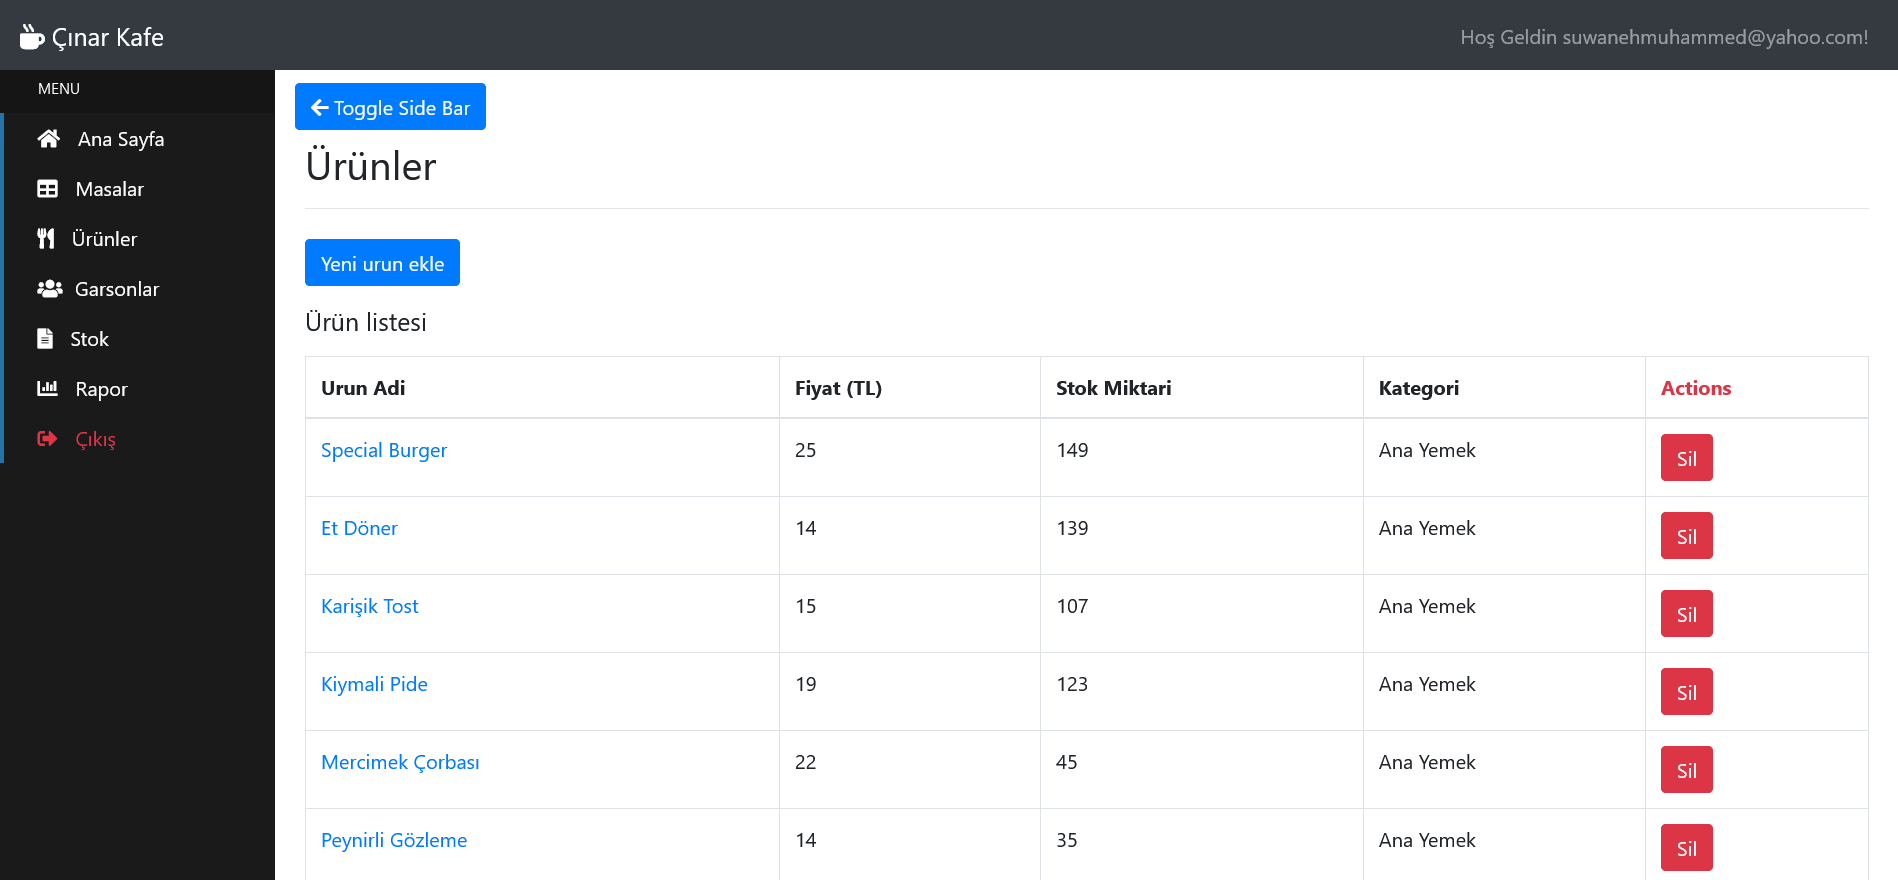 Çınar Kafe
Hoş Geldin suwanehmuhammed@yahoo.com!
MENU
Ana Sayfa
Masalar
Ürünler
Garsonlar
Stok
Rapor
Çıkış
Toggle Side Bar
Ürünler
Yeni urun ekle
Ürün listesi
Urun Adi Fiyat (TL) Stok Miktari Kategori Actions
Special Burger 25 149 Ana Yemek Sil
Et Döner 14 139 Ana Yemek Sil
Karişik Tost 15 107 Ana Yemek Sil
Kiymali Pide 19 123 Ana Yemek Sil
Mercimek Çorbası 22 45 Ana Yemek Sil
Peynirli Gözleme 14 35 Ana Yemek Sil